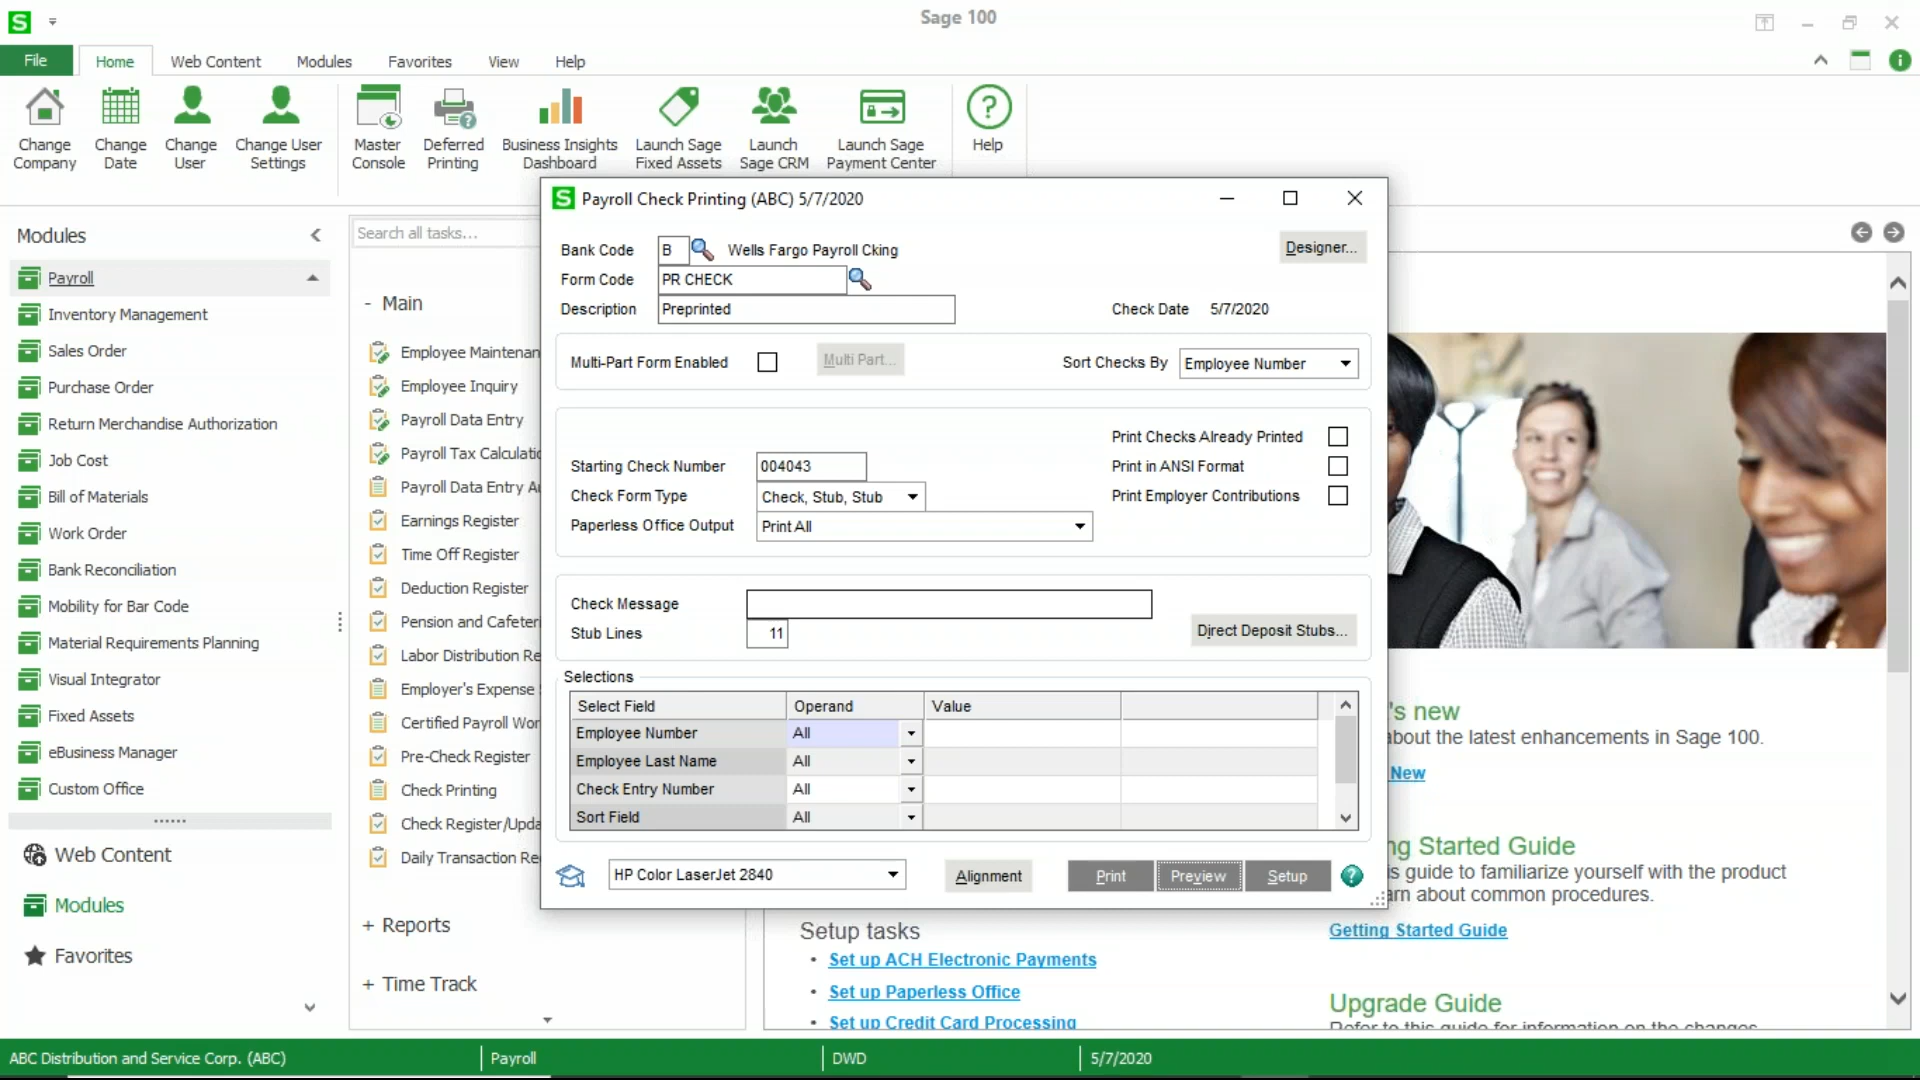 S
Sage 100
File
Home
Web Content
Modules
Favorites
View
Help
Change Company
Change Date
Change User
Change User Settings
Master Console
Deferred Printing
Business Insights Dashboard
Launch Sage Fixed Assets
Launch Sage CRM
Launch Sage Payment Center
Help
Modules
Payroll
Inventory Management
Sales Order
Purchase Order
Return Merchandise Authorization
Job Cost
Bill of Materials
Work Order
Bank Reconciliation
Mobility for Bar Code
Material Requirements Planning
Visual Integrator
Fixed Assets
eBusiness Manager
Custom Office
Web Content
Modules
Favorites
Search all tasks...
- Main
Employee Maintenan
Employee Inquiry
Payroll Data Entry
Payroll Tax Calculatio
Payroll Data Entry Au
Earnings Register
Time Off Register
Deduction Register
Pension and Cafeter
Labor Distribution Re
Employer's Expense
Certified Payroll Wor
Pre-Check Register
Check Printing
Check Register/Upda
Daily Transaction Re
+ Reports
+ Time Track
S Payroll Check Printing (ABC) 5/7/2020
Bank Code B Wells Fargo Payroll Cking
Designer...
Form Code PR CHECK
Description Preprinted
Check Date 5/7/2020
Multi-Part Form Enabled
Multi Part...
Sort Checks By Employee Number
Print Checks Already Printed
Starting Check Number 004043
Print in ANSI Format
Check Form Type Check, Stub, Stub
Print Employer Contributions
Paperless Office Output Print All
Check Message
Stub Lines 11
Direct Deposit Stubs...
Selections
Select Field Operand Value
Employee Number All
Employee Last Name All
Check Entry Number All
Sort Field All
HP Color LaserJet 2840
Alignment
Print
Preview
Setup
's new
about the latest enhancements in Sage 100.
New
ng Started Guide
is guide to familiarize yourself with the product
arn about common procedures.
Getting Started Guide
Upgrade Guide
Refer to this guide for information on the changes
Setup tasks
• Set up ACH Electronic Payments
• Set up Paperless Office
• Set up Credit Card Processing
ABC Distribution and Service Corp. (ABC)
Payroll
DWD
5/7/2020